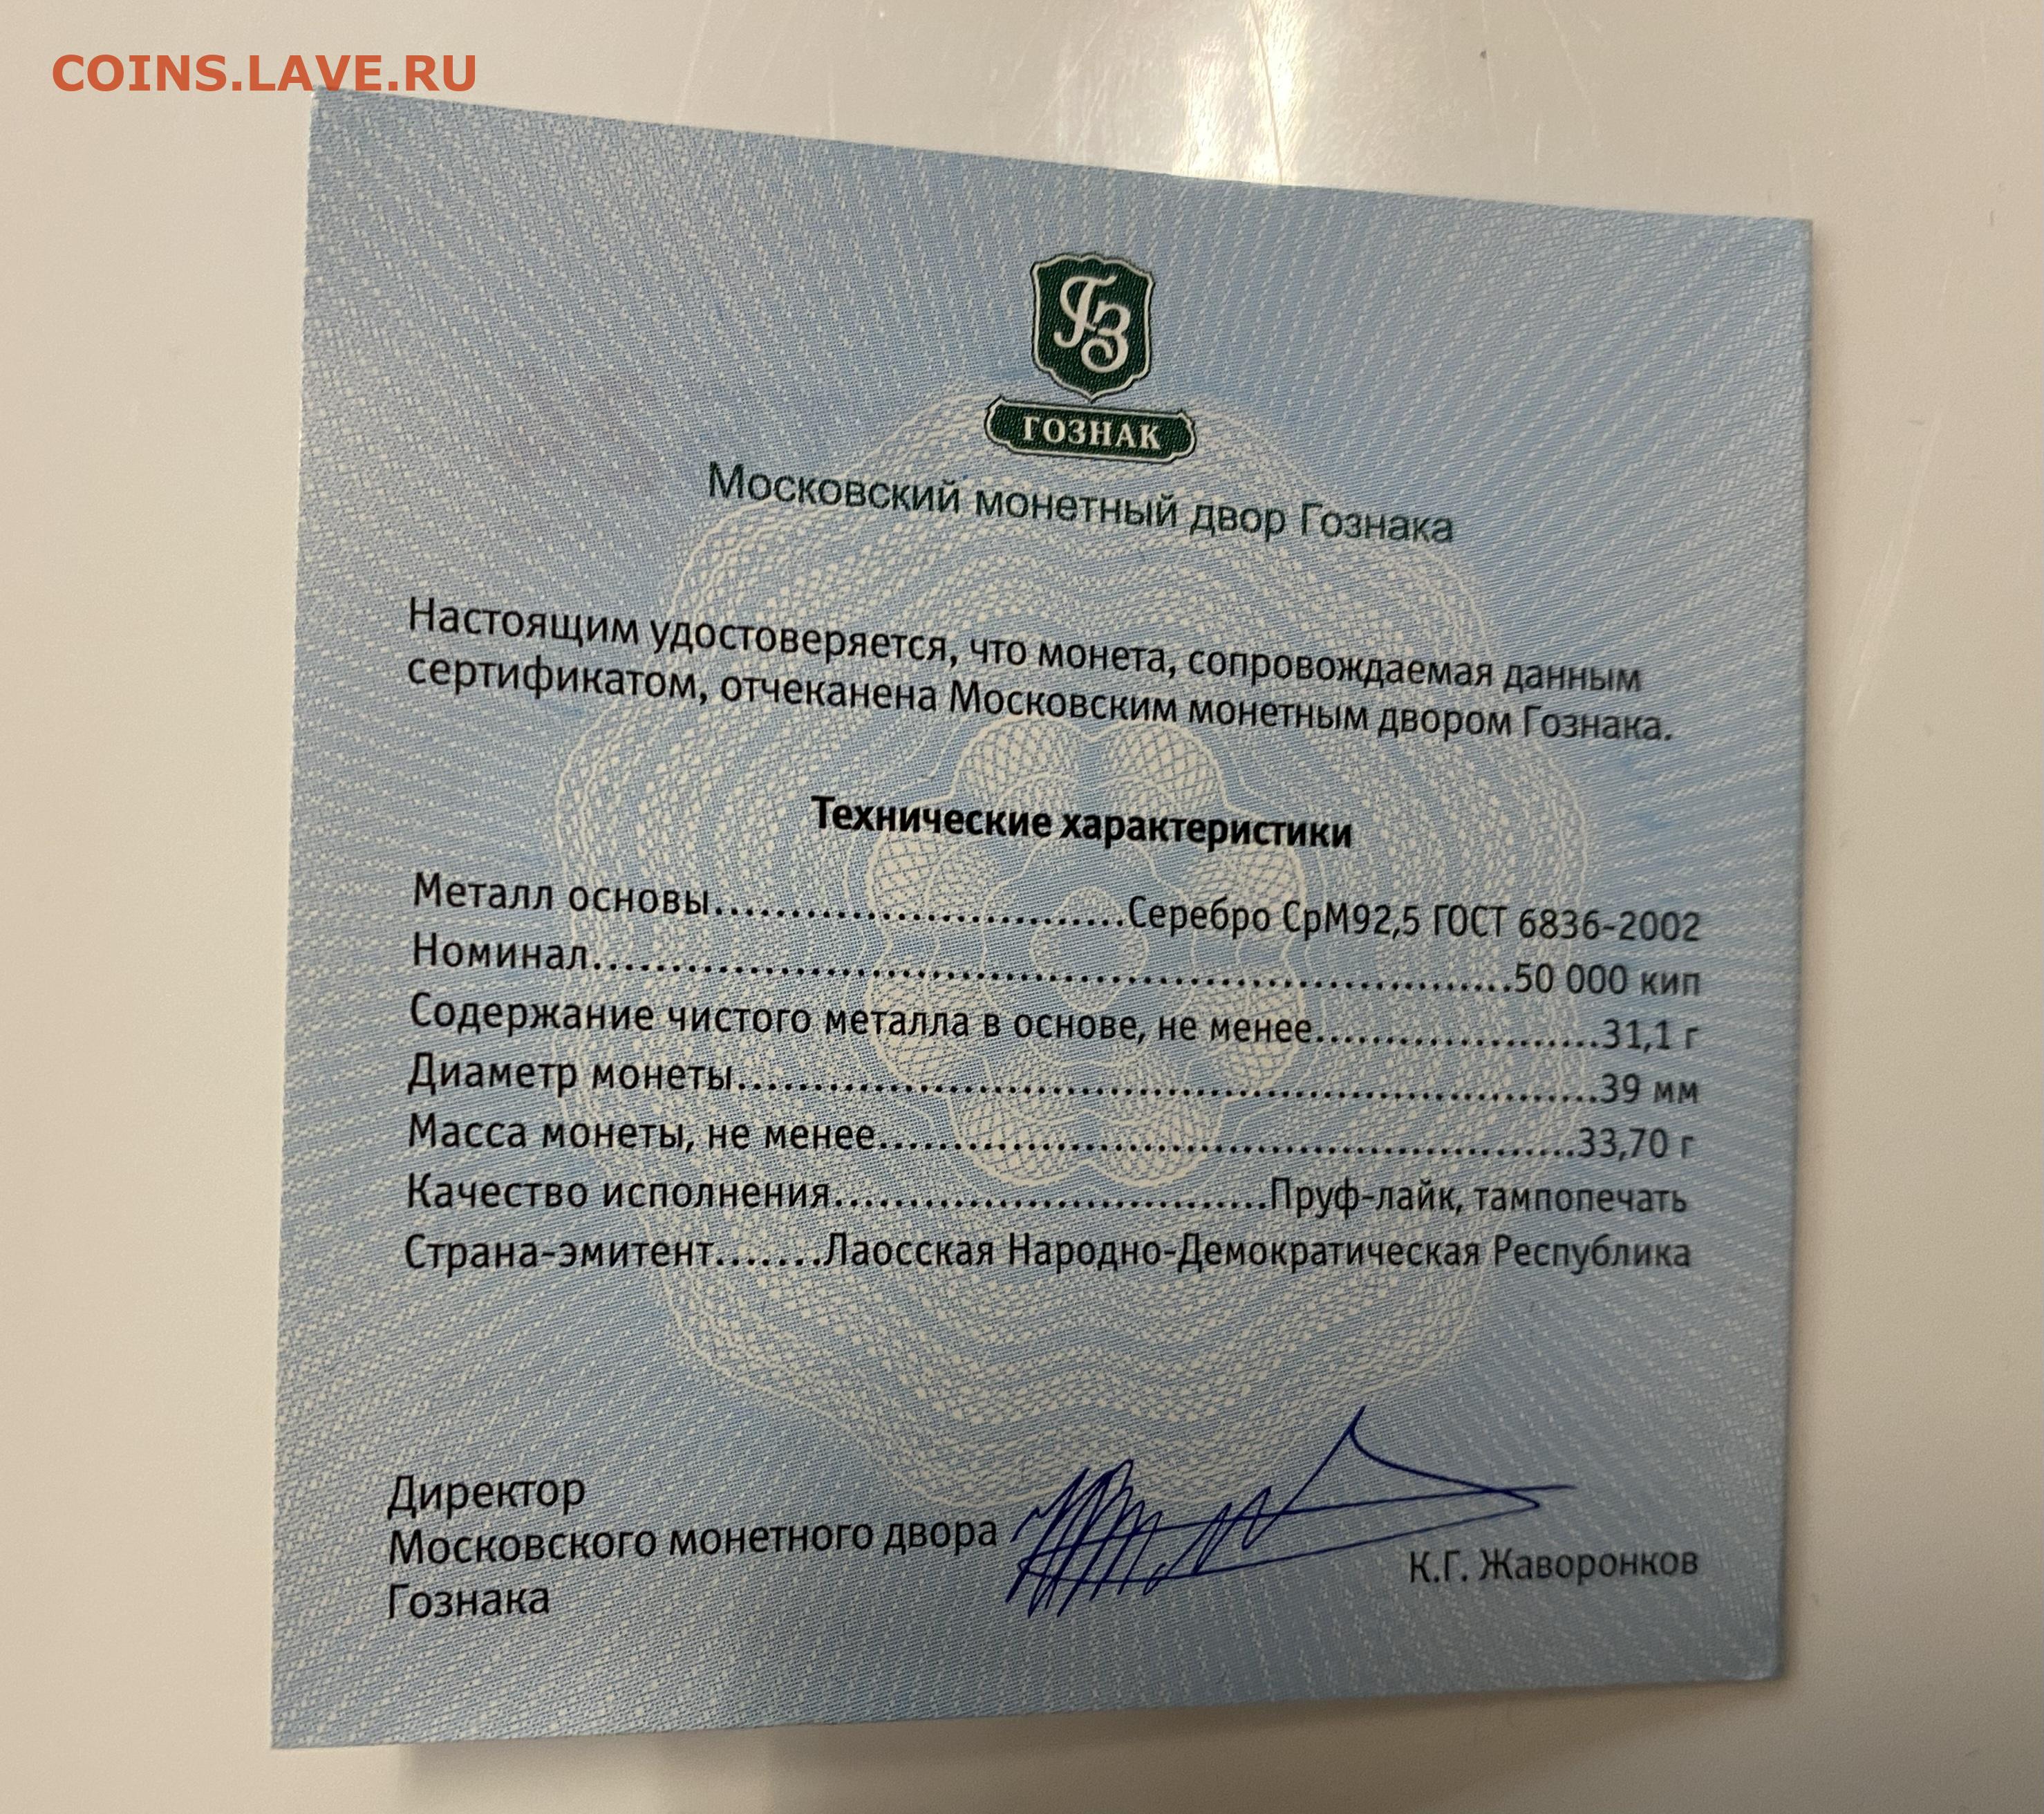 COINS.LAVE.RU
ГЗ
ГОЗНАК
Московский монетный двор Гознака
Настоящим удостоверяется, что монета, сопровождаемая данным
сертификатом, отчеканена Московским монетным двором Гознака.
Технические характеристики
Металл основы................................Серебро СрМ92,5 ГОСТ 6836-2002
Номинал........................................................................50 000 кип
Содержание чистого металла в основе, не менее......................31,1 г
Диаметр монеты...................................................................39 мм
Масса монеты, не менее......................................................33,70 г
Качество исполнения..................................Пруф-лайк, тампопечать
Страна-эмитент.......Лаосская Народно-Демократическая Республика
Директор
Московского монетного двора
Гознака
К.Г. Жаворонков